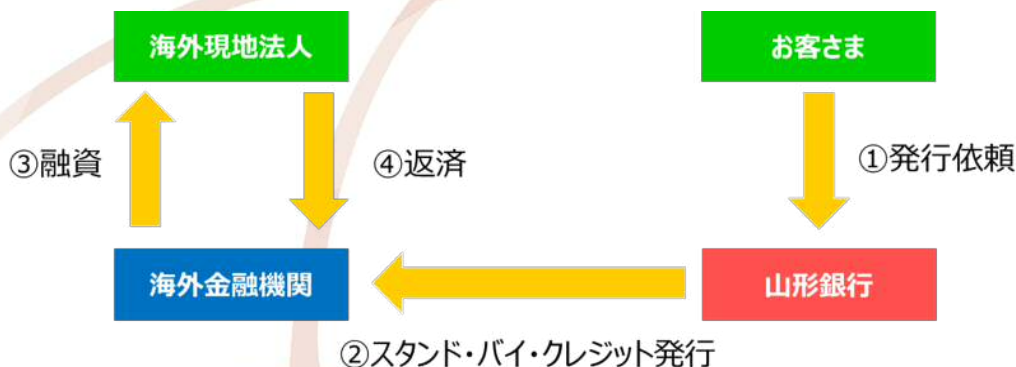 海外現地法人
お客さま
③融資
④返済
①発行依頼
海外金融機関
山形銀行
②スタンド・バイ・クレジット発行